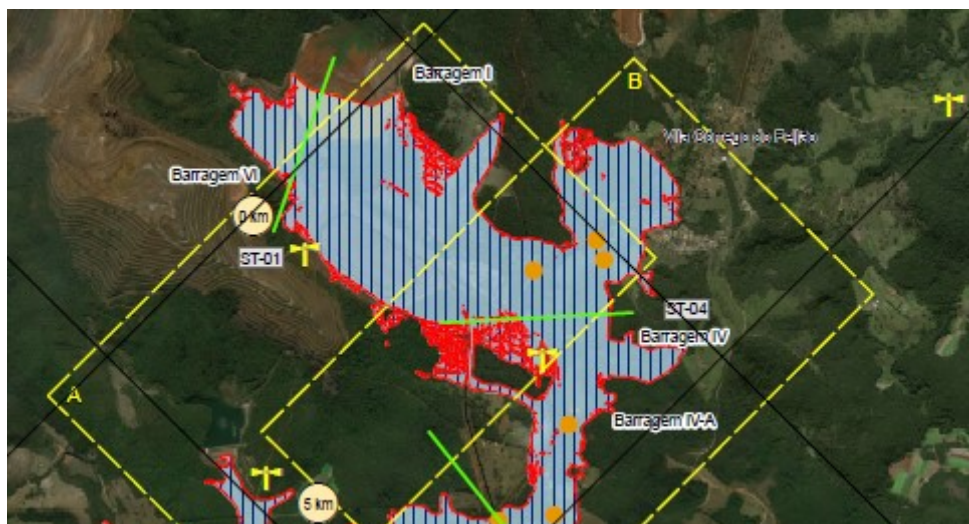 Barragem I
B
Vila Córrego do Feijão
Barragem VI
0 km
ST-01
ST-04
Barragem IV
A
Barragem IV-A
5 km